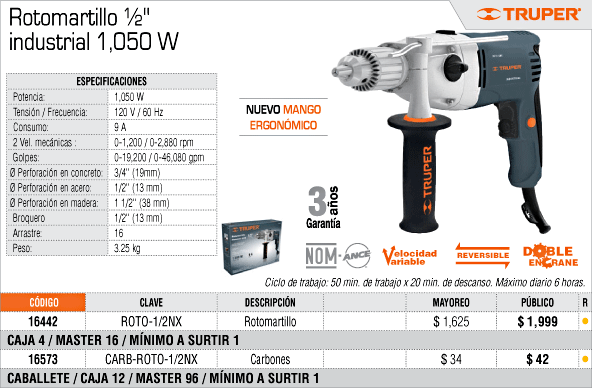 Rotomartillo ½"
industrial 1,050 W
TRUPER®
ESPECIFICACIONES
Potencia: 1,050 W
Tensión / Frecuencia: 120 V / 60 Hz
Consumo: 9 A
2 Vel. mecánicas : 0-1,200 / 0-2,880 rpm
Golpes: 0-19,200 / 0-46,080 gpm
Ø Perforación en concreto: 3/4" (19mm)
Ø Perforación en acero: 1/2" (13 mm)
Ø Perforación en madera: 1 1/2" (38 mm)
Broquero 1/2" (13 mm)
Arrastre: 16
Peso: 3.25 kg
NUEVO MANGO
ERGONÓMICO
TRUPER
TRUPER
3 años
Garantía
NOM-ANCE
Velocidad
Variable
REVERSIBLE
DOBLE
ENGRANE
Ciclo de trabajo: 50 min. de trabajo x 20 min. de descanso. Máximo diario 6 horas.
CÓDIGO CLAVE DESCRIPCIÓN MAYOREO PÚBLICO R
16442 ROTO-1/2NX Rotomartillo $ 1,625 $ 1,999
CAJA 4 / MASTER 16 / MÍNIMO A SURTIR 1
16573 CARB-ROTO-1/2NX Carbones $ 34 $ 42
CABALLETE / CAJA 12 / MASTER 96 / MÍNIMO A SURTIR 1